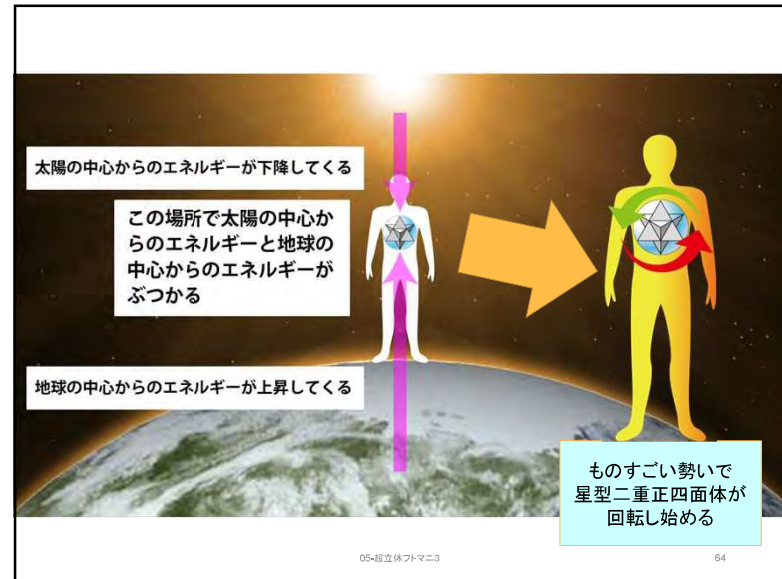 太陽の中心からのエネルギーが下降してくる
この場所で太陽の中心か
らのエネルギーと地球の
中心からのエネルギーが
ぶつかる
地球の中心からのエネルギーが上昇してくる
ものすごい勢いで
星型二重正四面体が
回転し始める
05-超立体フトマニ3
64